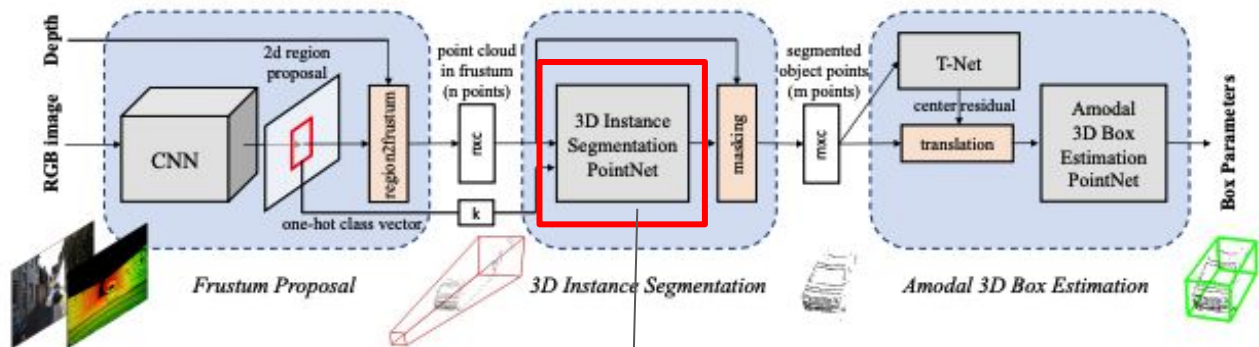 Depth
RGB image
CNN
2d region
proposal
region2frustum
one-hot class vector
point cloud
in frustum
(n points)
nxc
k
Frustum Proposal
3D Instance
Segmentation
PointNet
masking
3D Instance Segmentation
segmented
object points
(m points)
mxc
T-Net
center residual
translation
Amodal
3D Box
Estimation
PointNet
Amodal 3D Box Estimation
Box Parameters